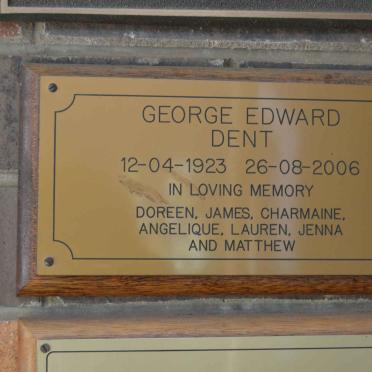 GEORGE EDWARD
DENT
12-04-1923 26-08-2006
IN LOVING MEMORY
DOREEN, JAMES, CHARMAINE,
ANGELIQUE, LAUREN, JENNA
AND MATTHEW